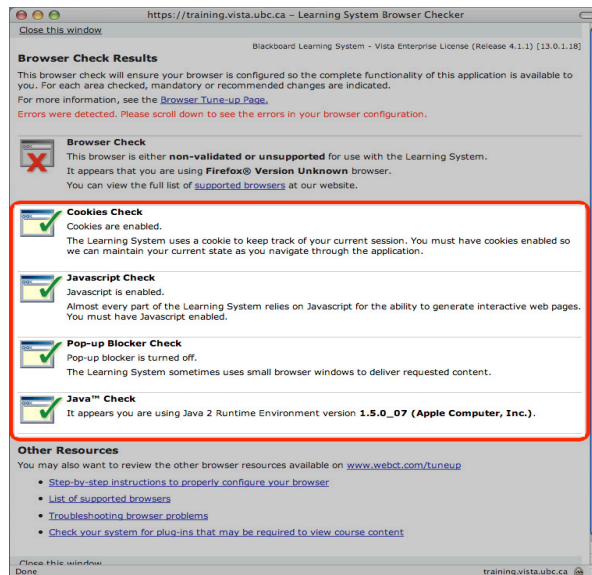 https://training.vista.ubc.ca – Learning System Browser Checker
Close this window
Blackboard Learning System - Vista Enterprise License (Release 4.1.1) [13.0.1.18]
Browser Check Results
This browser check will ensure your browser is configured so the complete functionality of this application is available to
you. For each area checked, mandatory or recommended changes are indicated.
For more information, see the Browser Tune-up Page.
Errors were detected. Please scroll down to see the errors in your browser configuration.
Browser Check
This browser is either non-validated or unsupported for use with the Learning System.
It appears that you are using Firefox® Version Unknown browser.
You can view the full list of supported browsers at our website.
Cookies Check
Cookies are enabled.
The Learning System uses a cookie to keep track of your current session. You must have cookies enabled so
we can maintain your current state as you navigate through the application.
Javascript Check
Javascript is enabled.
Almost every part of the Learning System relies on Javascript for the ability to generate interactive web pages.
You must have Javascript enabled.
Pop-up Blocker Check
Pop-up blocker is turned off.
The Learning System sometimes uses small browser windows to deliver requested content.
Java™ Check
It appears you are using Java 2 Runtime Environment version 1.5.0_07 (Apple Computer, Inc.).
Other Resources
You may also want to review the other browser resources available on www.webct.com/tuneup
• Step-by-step instructions to properly configure your browser
• List of supported browsers
• Troubleshooting browser problems
• Check your system for plug-ins that may be required to view course content
Close this window
Done training.vista.ubc.ca